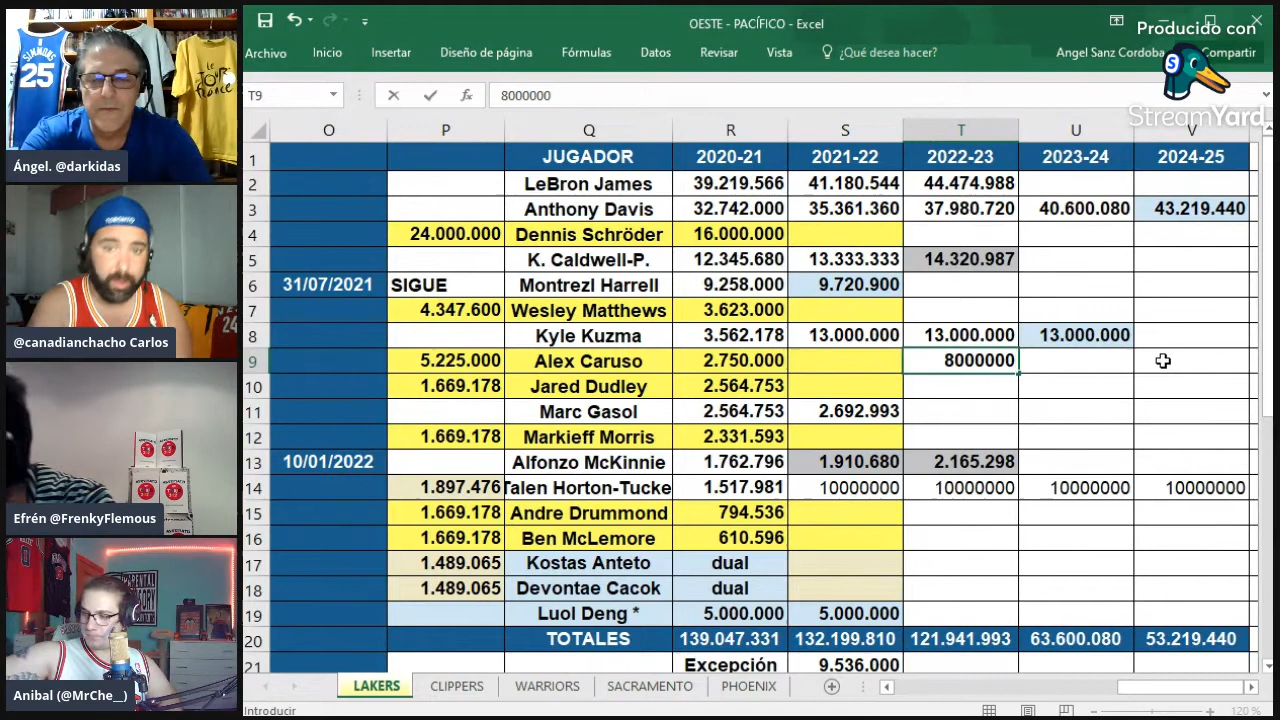 OESTE - PACÍFICO - Excel
Producido con
StreamYard
Archivo Inicio Insertar Diseño de página Fórmulas Datos Revisar Vista ¿Qué desea hacer? Angel Sanz Cordoba Compartir
T9 fx 8000000
O P Q R S T U V
1 JUGADOR 2020-21 2021-22 2022-23 2023-24 2024-25
2 LeBron James 39.219.566 41.180.544 44.474.988
3 Anthony Davis 32.742.000 35.361.360 37.980.720 40.600.080 43.219.440
4 24.000.000 Dennis Schröder 16.000.000
5 K. Caldwell-P. 12.345.680 13.333.333 14.320.987
6 31/07/2021 SIGUE Montrezl Harrell 9.258.000 9.720.900
7 4.347.600 Wesley Matthews 3.623.000
8 Kyle Kuzma 3.562.178 13.000.000 13.000.000 13.000.000
9 5.225.000 Alex Caruso 2.750.000 8000000
10 1.669.178 Jared Dudley 2.564.753
11 Marc Gasol 2.564.753 2.692.993
12 1.669.178 Markieff Morris 2.331.593
13 10/01/2022 Alfonzo McKinnie 1.762.796 1.910.680 2.165.298
14 1.897.476 Talen Horton-Tucke 1.517.981 10000000 10000000 10000000 10000000
15 1.669.178 Andre Drummond 794.536
16 1.669.178 Ben McLemore 610.596
17 1.489.065 Kostas Anteto dual
18 1.489.065 Devontae Cacok dual
19 Luol Deng * 5.000.000 5.000.000
20 TOTALES 139.047.331 132.199.810 121.941.993 63.600.080 53.219.440
21 Excepción 9.536.000
LAKERS CLIPPERS WARRIORS SACRAMENTO PHOENIX
Introducir 120 %
SIMMONS
25
LE TOUR
france
Ángel. @darkidas
24
@canadianchacho Carlos
Efrén @FrenkyFlemous
Anibal (@MrChe__)